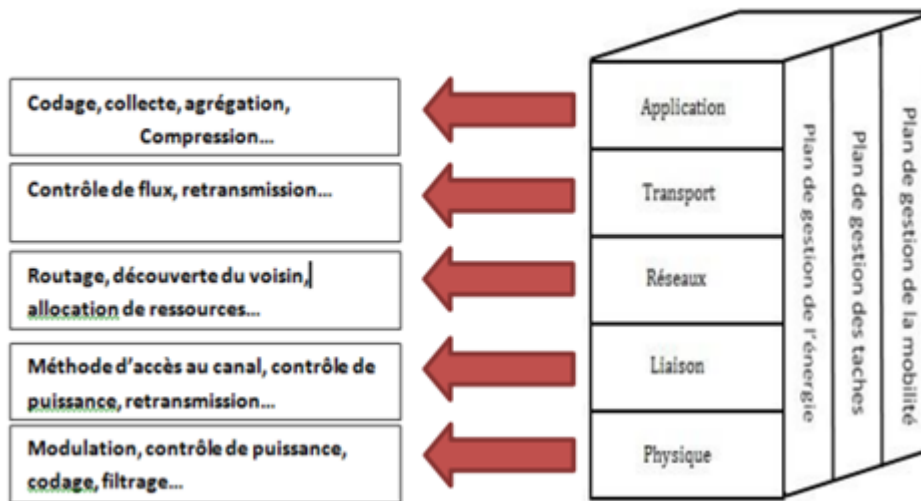 Codage, collecte, agrégation,
Compression...
Contrôle de flux, retransmission...
Routage, découverte du voisin,
allocation de ressources...
Méthode d'accès au canal, contrôle de
puissance, retransmission...
Modulation, contrôle de puissance,
codage, filtrage...
Application
Transport
Réseaux
Liaison
Physique
Plan de gestion de l'énergie
Plan de gestion des taches
Plan de gestion de la mobilité